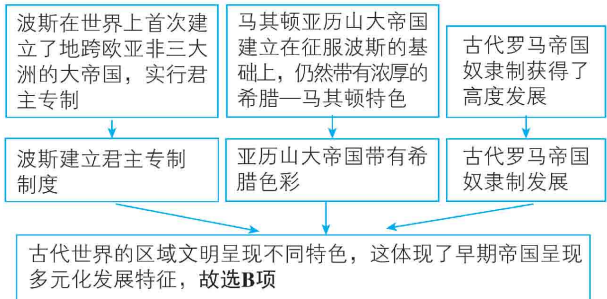 波斯在世界上首次建
立了地跨欧亚非三大
洲的大帝国，实行君
主专制
马其顿亚历山大帝国
建立在征服波斯的基
础上，仍然带有浓厚的
希腊—马其顿特色
古代罗马帝国
奴隶制获得了
高度发展
波斯建立君主专制
制度
亚历山大帝国带有希
腊色彩
古代罗马帝国
奴隶制发展
古代世界的区域文明呈现不同特色，这体现了早期帝国呈现
多元化发展特征，故选B项